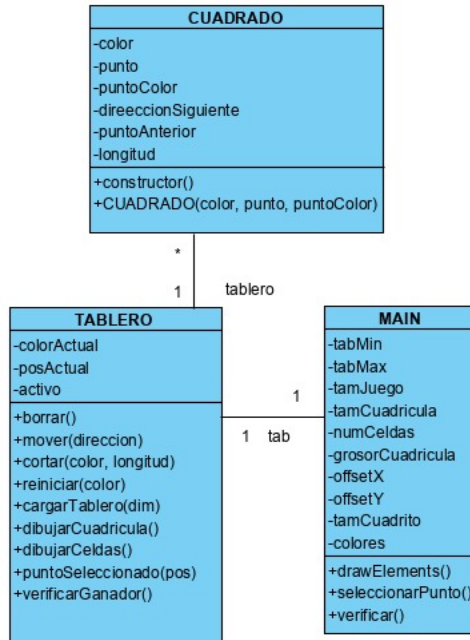 CUADRADO
-color
-punto
-puntoColor
-direeccionSiguiente
-puntoAnterior
-longitud
+constructor()
+CUADRADO(color, punto, puntoColor)
*
1 tablero
TABLERO
-colorActual
-posActual
-activo
+borrar()
+mover(direccion)
+cortar(color, longitud)
+reiniciar(color)
+cargarTablero(dim)
+dibujarCuadricula()
+dibujarCeldas()
+puntoSeleccionado(pos)
+verificarGanador()
1
1 tab
MAIN
-tabMin
-tabMax
-tamJuego
-tamCuadricula
-numCeldas
-grosorCuadricula
-offsetX
-offsetY
-tamCuadrito
-colores
+drawElements()
+seleccionarPunto()
+verificar()